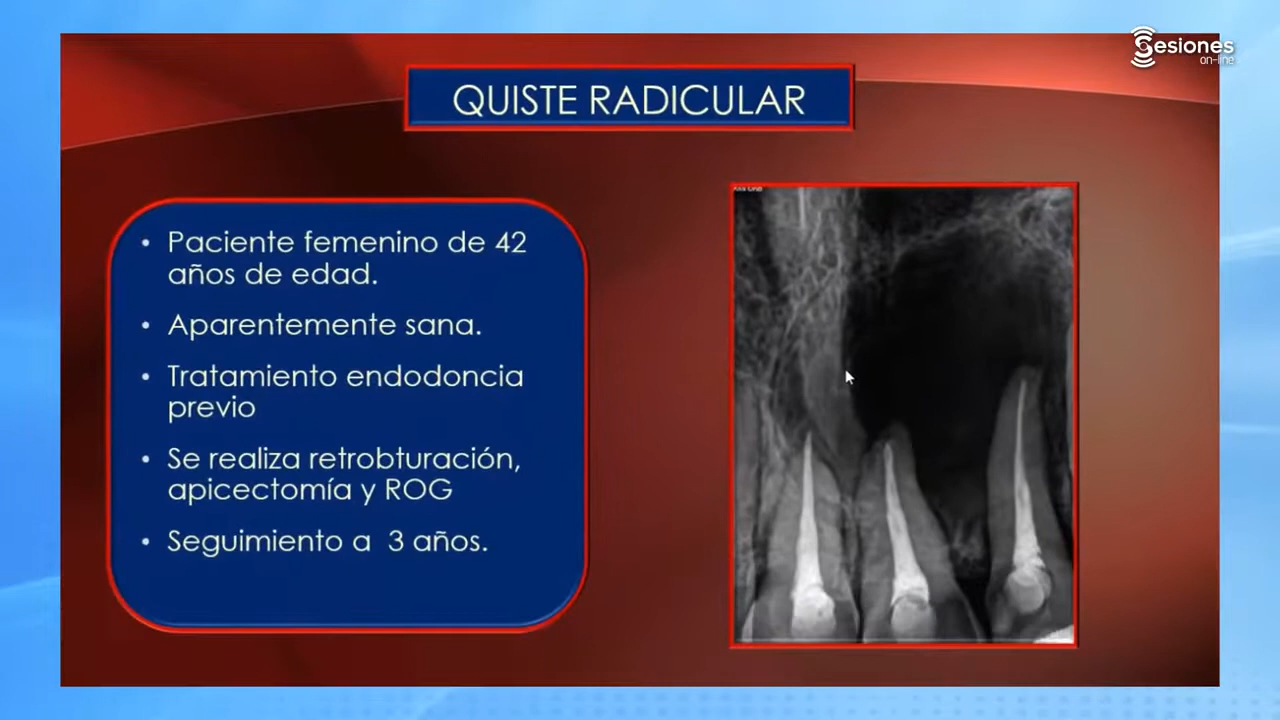 Sesiones
on-line
QUISTE RADICULAR
• Paciente femenino de 42
años de edad.
• Aparentemente sana.
• Tratamiento endodoncia
previo
• Se realiza retrobturación,
apicectomía y ROG
• Seguimiento a 3 años.